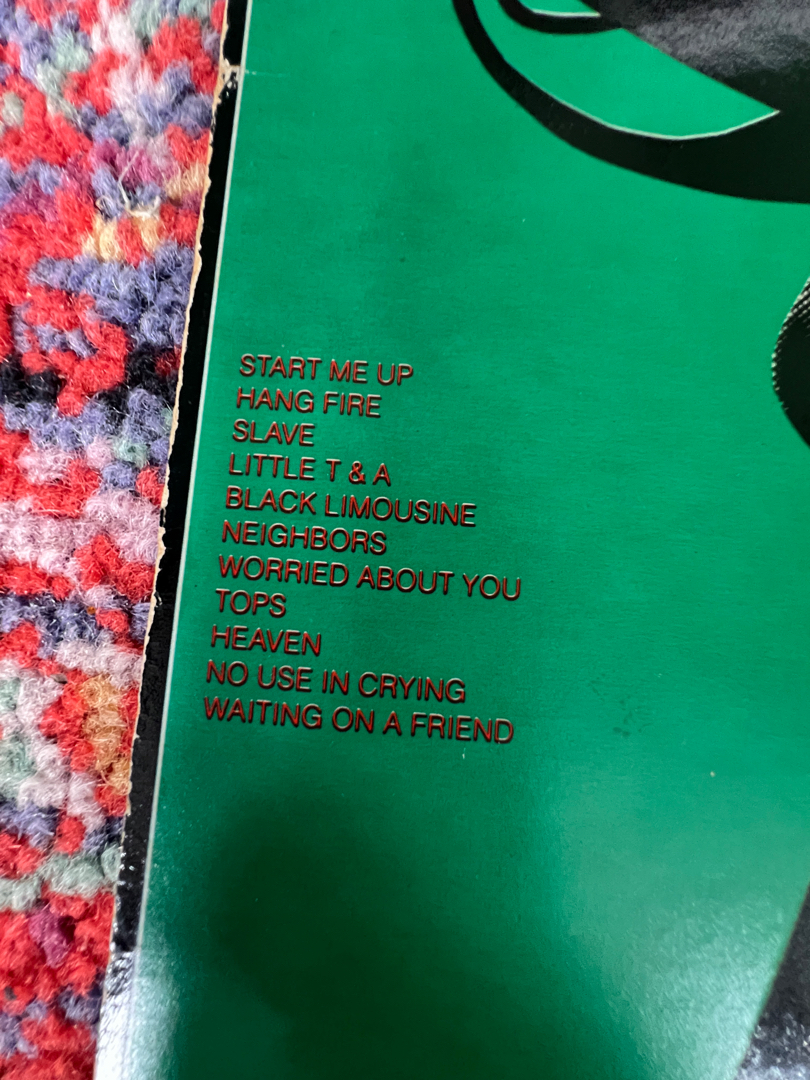 START ME UP
HANG FIRE
SLAVE
LITTLE T & A
BLACK LIMOUSINE
NEIGHBORS
WORRIED ABOUT YOU
TOPS
HEAVEN
NO USE IN CRYING
WAITING ON A FRIEND